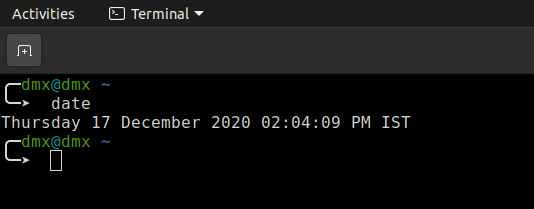 Activities Terminal
dmx@dmx ~
date
Thursday 17 December 2020 02:04:09 PM IST
dmx@dmx ~